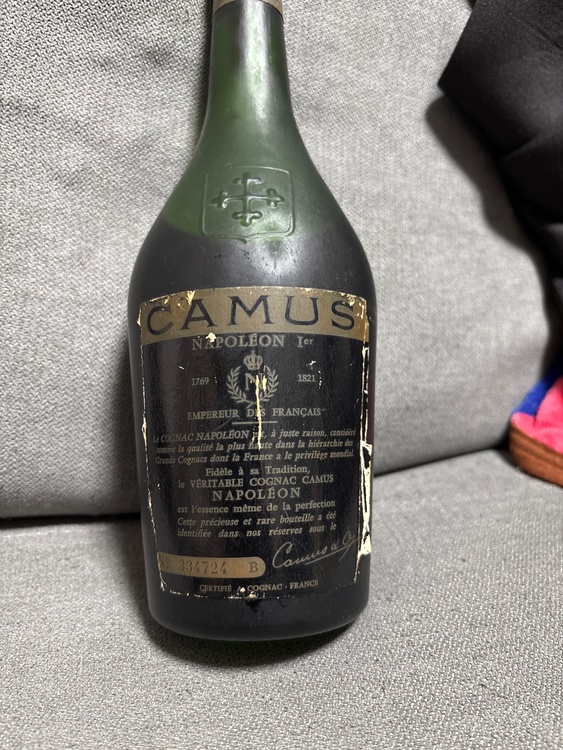 CAMUS
NAPOLÉON Ier
N
1769 1821
EMPEREUR DES FRANÇAIS
Le COGNAC NAPOLÉON est, à juste raison, considéré
comme la qualité la plus haute dans la hiérarchie des
Grands Cognacs dont la France a le privilège mondial.
Fidèle à sa Tradition,
le VÉRITABLE COGNAC CAMUS
NAPOLÉON
est l'essence même de la perfection
Cette précieuse et rare bouteille a été
identifiée dans nos réserves sous le
No 334724 B
Camus & Co
CERTIFIÉ A COGNAC - FRANCE